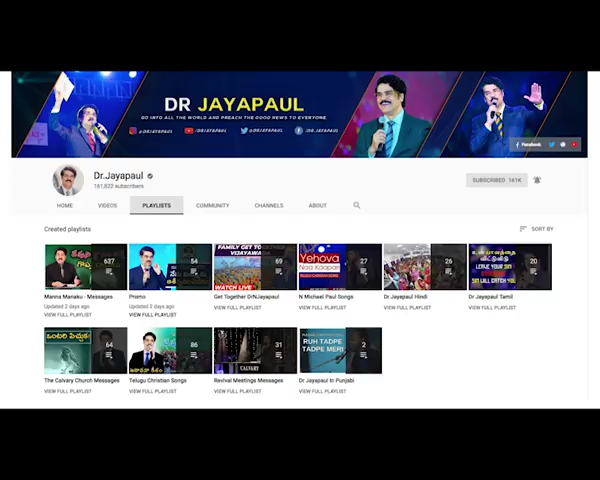 DR JAYAPAUL
GO INTO ALL THE WORLD AND PREACH THE GOOD NEWS TO EVERYONE.
@DRJAYAPAUL /DRJAYAPAUL @DRJAYAPAUL /DR.JAYAPAUL
Facebook
Dr.Jayapaul
161,822 subscribers
SUBSCRIBED 161K
HOME VIDEOS PLAYLISTS COMMUNITY CHANNELS ABOUT
Created playlists
SORT BY
637
54
FAMILY GET TOGETHER
VIJAYAWADA
WATCH LIVE
69
Yehova
Naa Kaapari
27
26
LEAVE YOUR SIN
SIN WILL CATCH YOU
20
Manna Manaku - Messages
Promo
Get Together DrNJayapaul
N Michael Paul Songs
Dr Jayapaul Hindi
Dr Jayapaul Tamil
Updated 2 days ago
Updated 2 days ago
VIEW FULL PLAYLIST
VIEW FULL PLAYLIST
VIEW FULL PLAYLIST
VIEW FULL PLAYLIST
VIEW FULL PLAYLIST
VIEW FULL PLAYLIST
64
86
CALVARY
31
RUH TADPE
TADPE MERI
2
The Calvary Church Messages
Telugu Christian Songs
Revival Meetings Messages
Dr Jayapaul In Punjabi
VIEW FULL PLAYLIST
VIEW FULL PLAYLIST
VIEW FULL PLAYLIST
VIEW FULL PLAYLIST